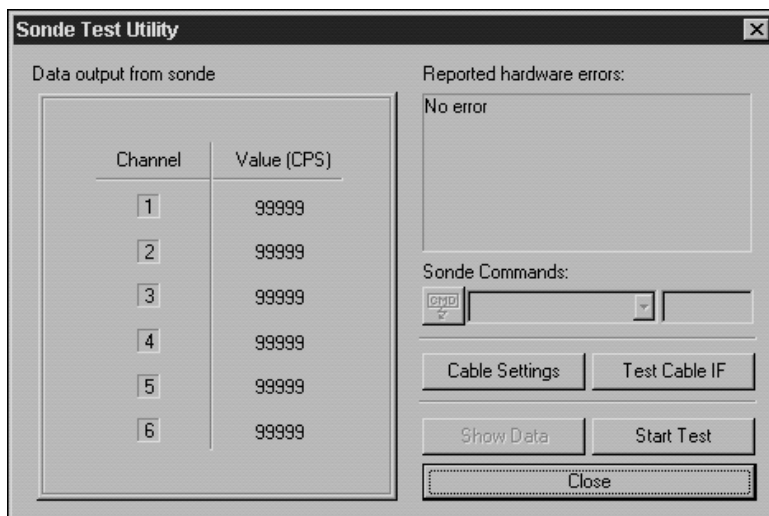 Sonde Test Utility
Data output from sonde
Channel Value (CPS)
1 99999
2 99999
3 99999
4 99999
5 99999
6 99999
Reported hardware errors:
No error
Sonde Commands:
CMD
Cable Settings Test Cable IF
Show Data Start Test
Close